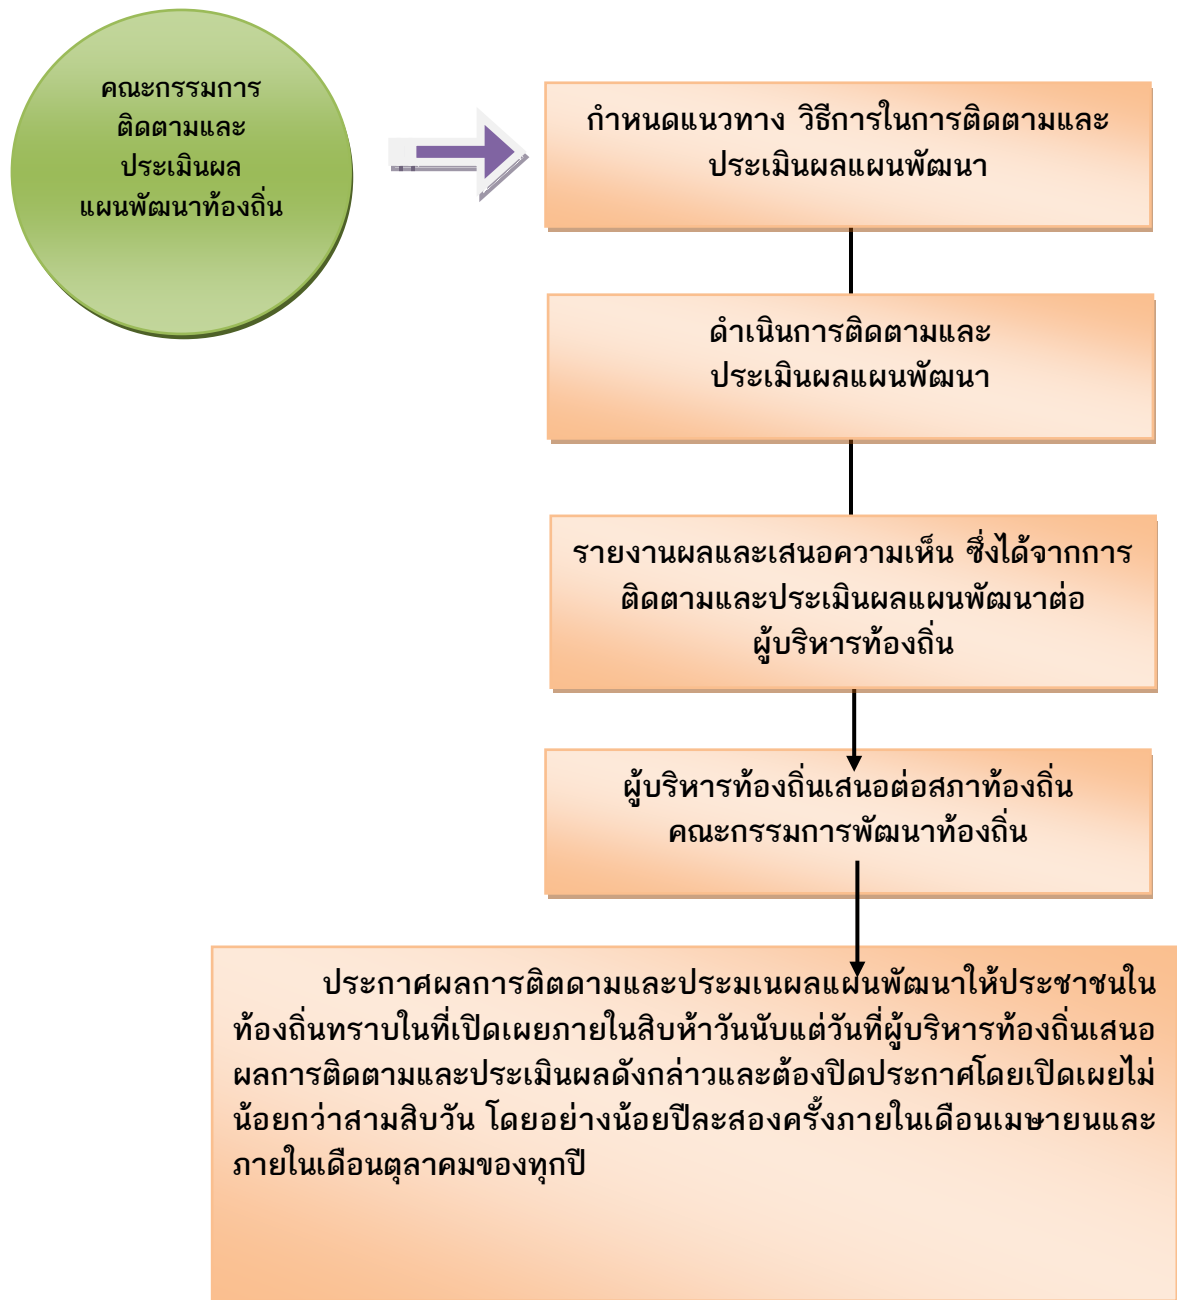 คณะกรรมการ
ติดตามและ
ประเมินผล
แผนพัฒนาท้องถิ่น
กำหนดแนวทาง วิธีการในการติดตามและ
ประเมินผลแผนพัฒนา
ดำเนินการติดตามและ
ประเมินผลแผนพัฒนา
รายงานผลและเสนอความเห็น ซึ่งได้จากการ
ติดตามและประเมินผลแผนพัฒนาต่อ
ผู้บริหารท้องถิ่น
ผู้บริหารท้องถิ่นเสนอต่อสภาท้องถิ่น
คณะกรรมการพัฒนาท้องถิ่น
ประกาศผลการติตดามและประมเนผลแผนพัฒนาให้ประชาชนใน
ท้องถิ่นทราบในที่เปิดเผยภายในสิบห้าวันนับแต่วันที่ผู้บริหารท้องถิ่นเสนอ
ผลการติดตามและประเมินผลดังกล่าวและต้องปิดประกาศโดยเปิดเผยไม่
น้อยกว่าสามสิบวัน โดยอย่างน้อยปีละสองครั้งภายในเดือนเมษายนและ
ภายในเดือนตุลาคมของทุกปี